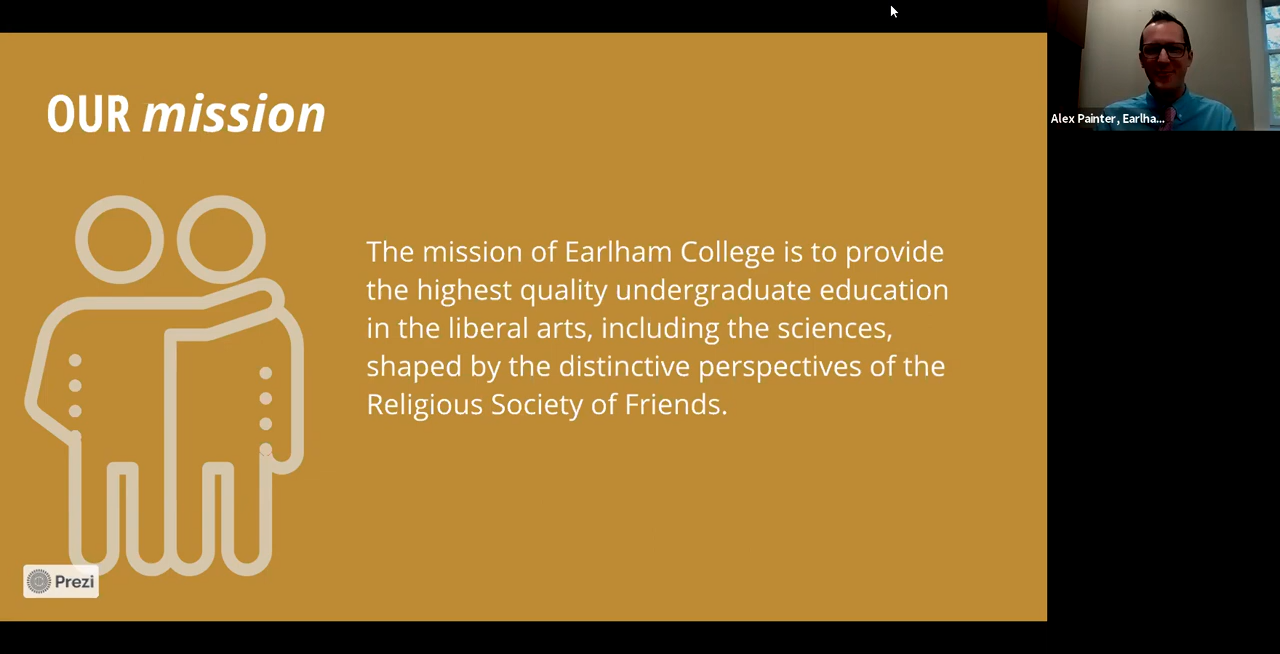 OUR mission
Alex Painter, Earlha...
The mission of Earlham College is to provide
the highest quality undergraduate education
in the liberal arts, including the sciences,
shaped by the distinctive perspectives of the
Religious Society of Friends.
Prezi